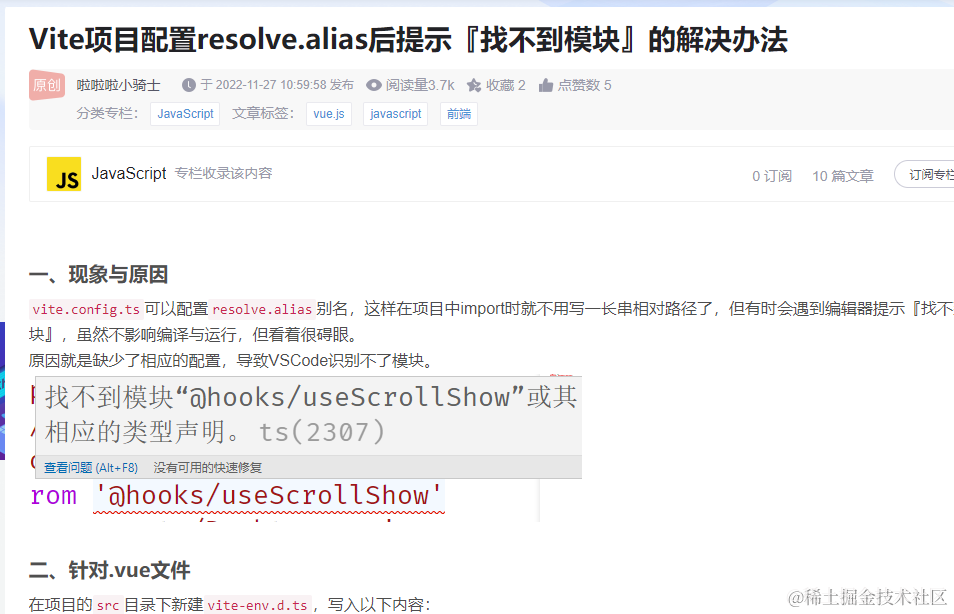 Vite项目配置resolve.alias后提示『找不到模块』的解决办法
原创 啦啦啦小骑士 于 2022-11-27 10:59:58 发布 阅读量3.7k 收藏 2 点赞数 5
分类专栏： JavaScript 文章标签： vue.js javascript 前端
JS JavaScript 专栏收录该内容 0 订阅 10 篇文章 订阅专栏
一、现象与原因
vite.config.ts 可以配置 resolve.alias 别名，这样在项目中import时就不用写一长串相对路径了，但有时会遇到编辑器提示『找不
块』，虽然不影响编译与运行，但看着很碍眼。
原因就是缺少了相应的配置，导致VSCode识别不了模块。
找不到模块“@hooks/useScrollShow”或其
相应的类型声明。 ts(2307)
查看问题 (Alt+F8) 没有可用的快速修复
rom '@hooks/useScrollShow'
二、针对.vue文件
在项目的 src 目录下新建 vite-env.d.ts ，写入以下内容：
@稀土掘金技术社区